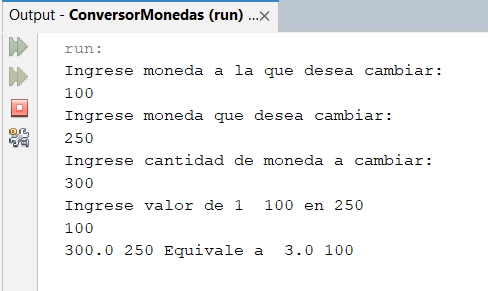 Output - ConversorMonedas (run) ...×
run:
Ingrese moneda a la que desea cambiar:
100
Ingrese moneda que desea cambiar:
250
Ingrese cantidad de moneda a cambiar:
300
Ingrese valor de 1  100 en 250
100
300.0 250 Equivale a  3.0 100